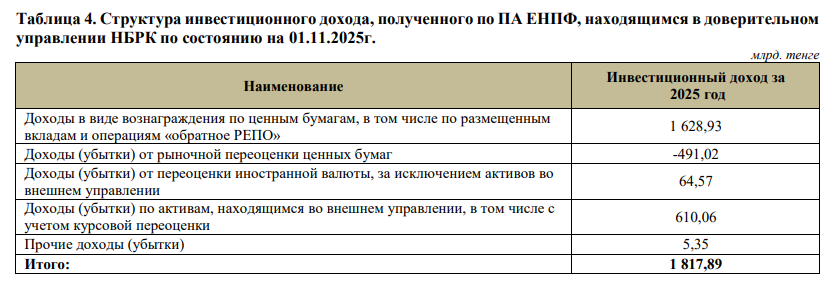 Таблица 4. Структура инвестиционного дохода, полученного по ПА ЕНПФ, находящимся в доверительном
управлении НБРК по состоянию на 01.11.2025г.
млрд. тенге
Наименование
Инвестиционный доход за
2025 год
Доходы в виде вознаграждения по ценным бумагам, в том числе по размещенным
вкладам и операциям «обратное РЕПО»
1 628,93
Доходы (убытки) от рыночной переоценки ценных бумаг
-491,02
Доходы (убытки) от переоценки иностранной валюты, за исключением активов во
внешнем управлении
64,57
Доходы (убытки) по активам, находящимся во внешнем управлении, в том числе с
учетом курсовой переоценки
610,06
Прочие доходы (убытки)
5,35
Итого:
1 817,89